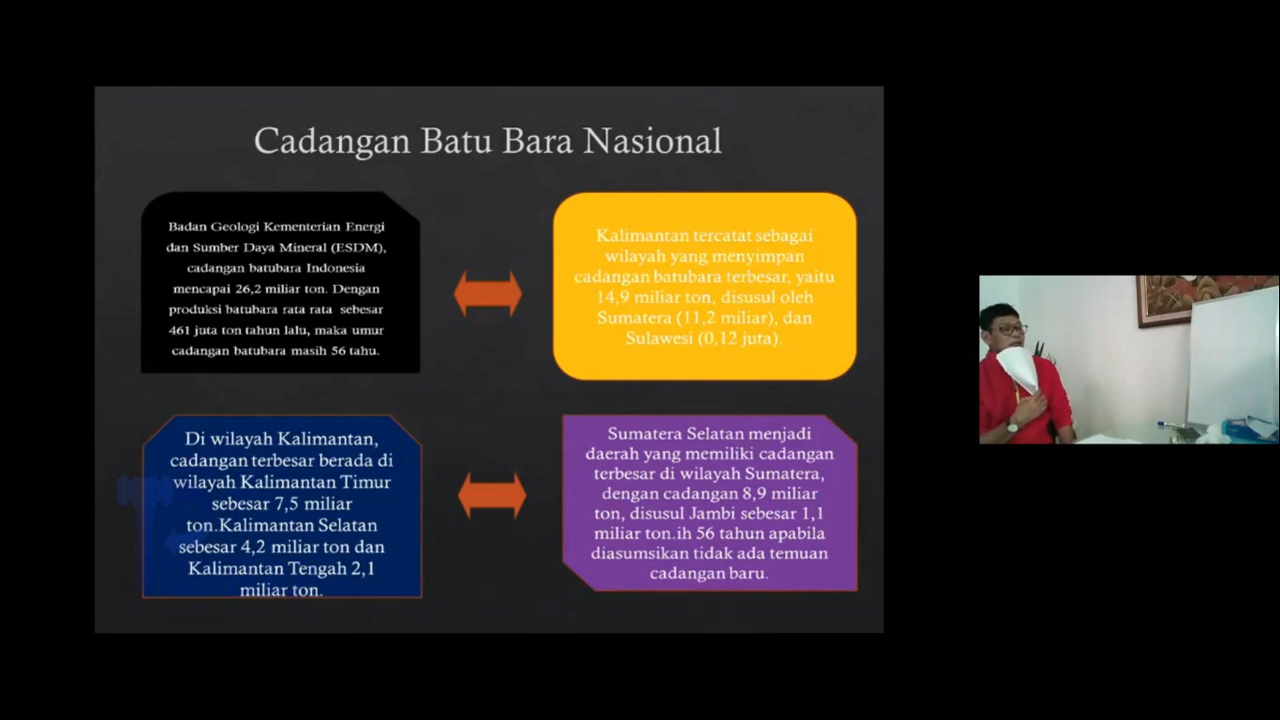 Cadangan Batu Bara Nasional
Badan Geologi Kementerian Energi
dan Sumber Daya Mineral (ESDM),
cadangan batubara Indonesia
mencapai 26,2 miliar ton. Dengan
produksi batubara rata rata sebesar
461 juta ton tahun lalu, maka umur
cadangan batubara masih 56 tahu.
Kalimantan tercatat sebagai
wilayah yang menyimpan
cadangan batubara terbesar, yaitu
14,9 miliar ton, disusul oleh
Sumatera (11,2 miliar), dan
Sulawesi (0,12 juta).
Di wilayah Kalimantan,
cadangan terbesar berada di
wilayah Kalimantan Timur
sebesar 7,5 miliar
ton.Kalimantan Selatan
sebesar 4,2 miliar ton dan
Kalimantan Tengah 2,1
miliar ton.
Sumatera Selatan menjadi
daerah yang memiliki cadangan
terbesar di wilayah Sumatera,
dengan cadangan 8,9 miliar
ton, disusul Jambi sebesar 1,1
miliar ton.ih 56 tahun apabila
diasumsikan tidak ada temuan
cadangan baru.